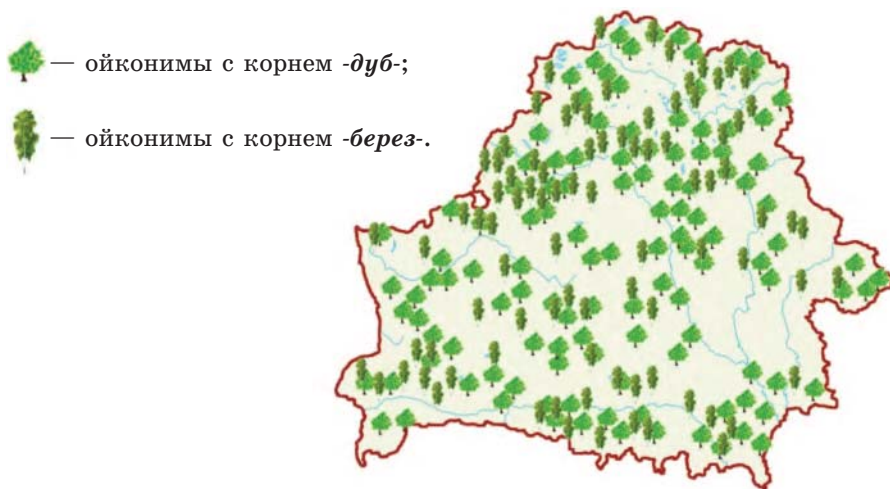 — ойконимы с корнем -дуб-;
— ойконимы с корнем -берез-.